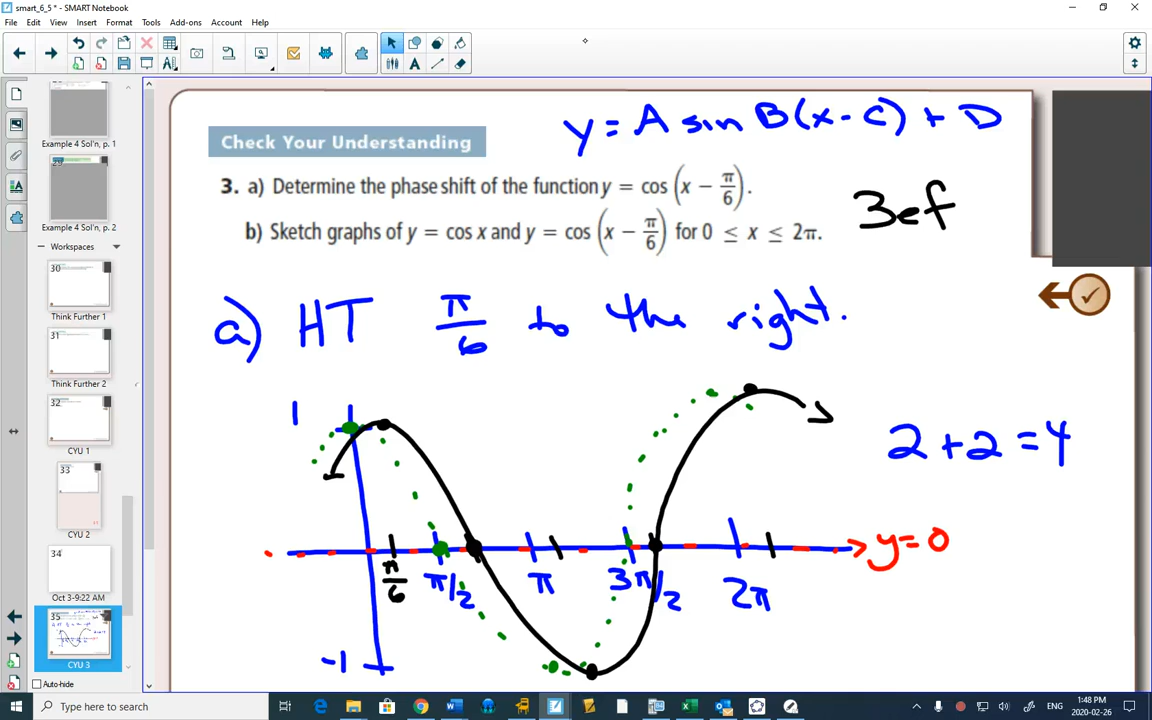 smart_6_5 * - SMART Notebook
File Edit View Insert Format Tools Add-ons Account Help
Example 4 Sol'n, p. 1
Example 4 Sol'n, p. 2
Workspaces
30
Think Further 1
31
Think Further 2
32
CYU 1
33
CYU 2
34
Oct 3-9:22 AM
35
CYU 3
Auto-hide
y = A sin B(x - C) + D
Check Your Understanding
3. a) Determine the phase shift of the function y = cos (x − π/6).
b) Sketch graphs of y = cos x and y = cos (x − π/6) for 0 ≤ x ≤ 2π.
3ef
a) HT π/6 to the right.
1
2 + 2 = 4
y = 0
π/6 π/2 π 3π/2 2π
-1
Type here to search
1:48 PM
2020-02-26